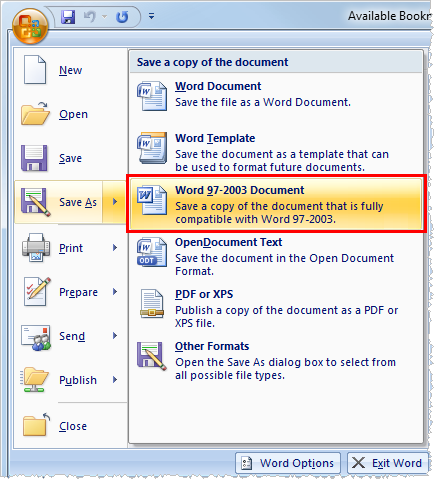 Available Bookm
New
Open
Save
Save As
Print
Prepare
Send
Publish
Close
Save a copy of the document
Word Document
Save the file as a Word Document.
Word Template
Save the document as a template that can
be used to format future documents.
Word 97-2003 Document
Save a copy of the document that is fully
compatible with Word 97-2003.
OpenDocument Text
Save the document in the Open Document
Format.
PDF or XPS
Publish a copy of the document as a PDF or
XPS file.
Other Formats
Open the Save As dialog box to select from
all possible file types.
Word Options
Exit Word